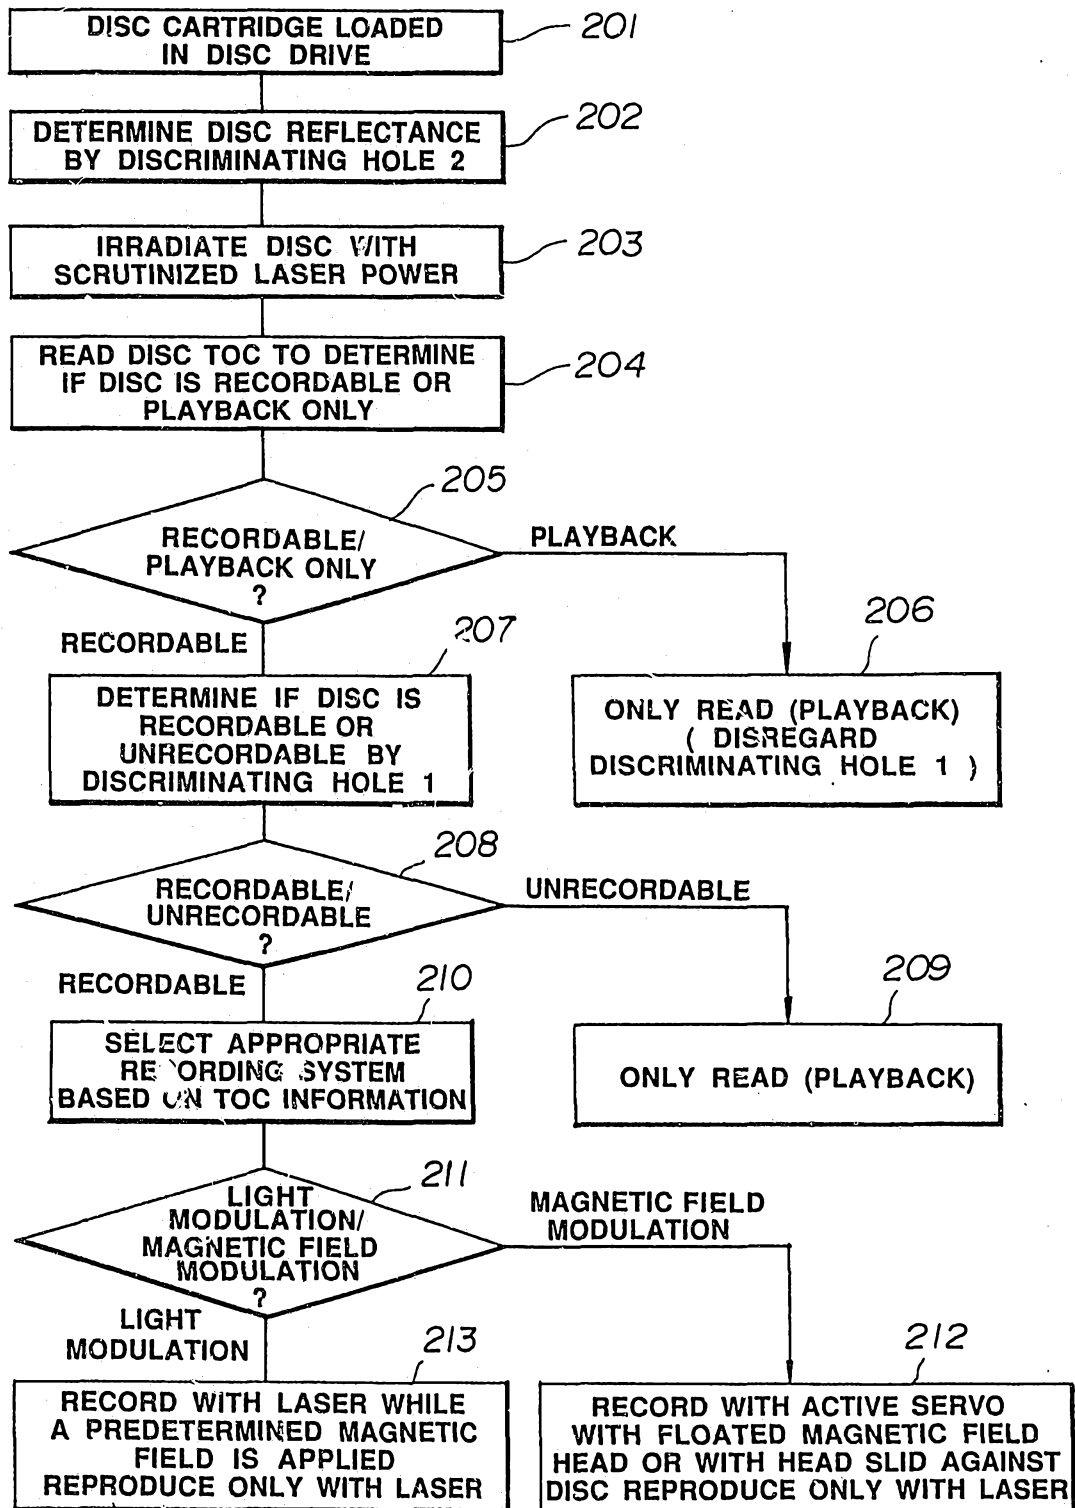 DISC CARTRIDGE LOADED
IN DISC DRIVE
201
DETERMINE DISC REFLECTANCE
BY DISCRIMINATING HOLE 2
202
IRRADIATE DISC WITH
SCRUTINIZED LASER POWER
203
READ DISC TOC TO DETERMINE
IF DISC IS RECORDABLE OR
PLAYBACK ONLY
204
205
RECORDABLE/
PLAYBACK ONLY
?
PLAYBACK
RECORDABLE
206
ONLY READ (PLAYBACK)
( DISREGARD
DISCRIMINATING HOLE 1 )
207
DETERMINE IF DISC IS
RECORDABLE OR
UNRECORDABLE BY
DISCRIMINATING HOLE 1
208
RECORDABLE/
UNRECORDABLE
?
UNRECORDABLE
RECORDABLE
209
ONLY READ (PLAYBACK)
210
SELECT APPROPRIATE
RECORDING SYSTEM
BASED ON TOC INFORMATION
211
LIGHT
MODULATION/
MAGNETIC FIELD
MODULATION
?
MAGNETIC FIELD
MODULATION
LIGHT
MODULATION
213
RECORD WITH LASER WHILE
A PREDETERMINED MAGNETIC
FIELD IS APPLIED
REPRODUCE ONLY WITH LASER
212
RECORD WITH ACTIVE SERVO
WITH FLOATED MAGNETIC FIELD
HEAD OR WITH HEAD SLID AGAINST
DISC REPRODUCE ONLY WITH LASER